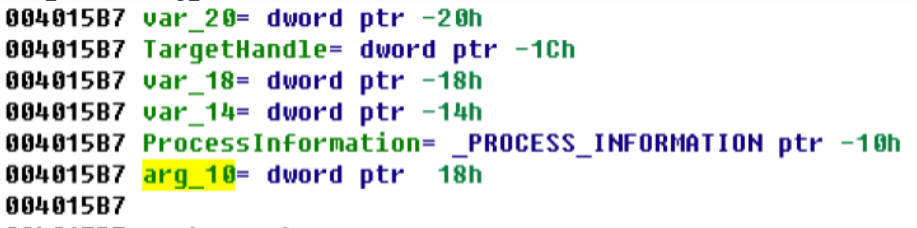 004015B7 var_20= dword ptr -20h
004015B7 TargetHandle= dword ptr -1Ch
004015B7 var_18= dword ptr -18h
004015B7 var_14= dword ptr -14h
004015B7 ProcessInformation= _PROCESS_INFORMATION ptr -10h
004015B7 arg_10= dword ptr  18h
004015B7